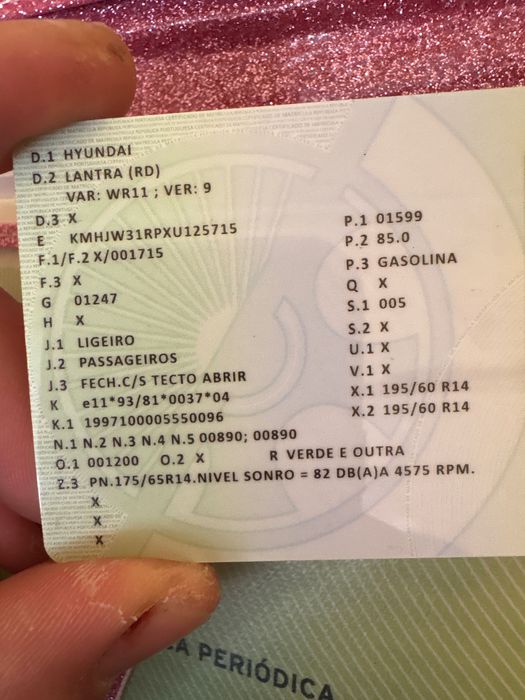 D.1 HYUNDAI
D.2 LANTRA (RD)
VAR: WR11 ; VER: 9
D.3 X
E KMHJW31RPXU125715
F.1/F.2 X/001715
F.3 X
G 01247
H X
J.1 LIGEIRO
J.2 PASSAGEIROS
J.3 FECH.C/S TECTO ABRIR
K e11*93/81*0037*04
K.1 1997100005550096
N.1 N.2 N.3 N.4 N.5 00890; 00890
O.1 001200 O.2 X R VERDE E OUTRA
Z.3 PN.175/65R14.NIVEL SONRO = 82 DB(A)A 4575 RPM.
X
X
X
P.1 01599
P.2 85.0
P.3 GASOLINA
Q X
S.1 005
S.2 X
U.1 X
V.1 X
X.1 195/60 R14
X.2 195/60 R14
A PERIÓDICA